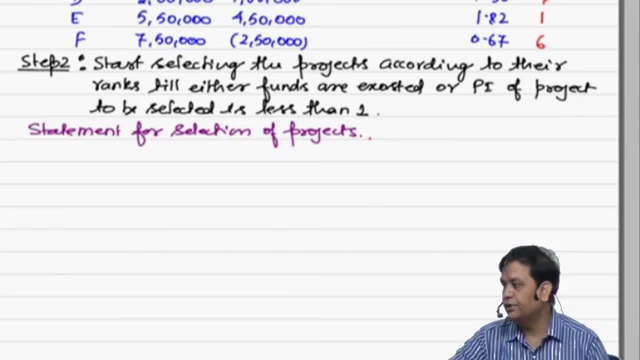 E 5,50,000 4,50,000 1.82 1
F 7,50,000 (2,50,000) 0.67 6
Step2: Start selecting the projects according to their
ranks till either funds are exosted or PI of project
to be selected is less than 1.
Statement for selection of projects..